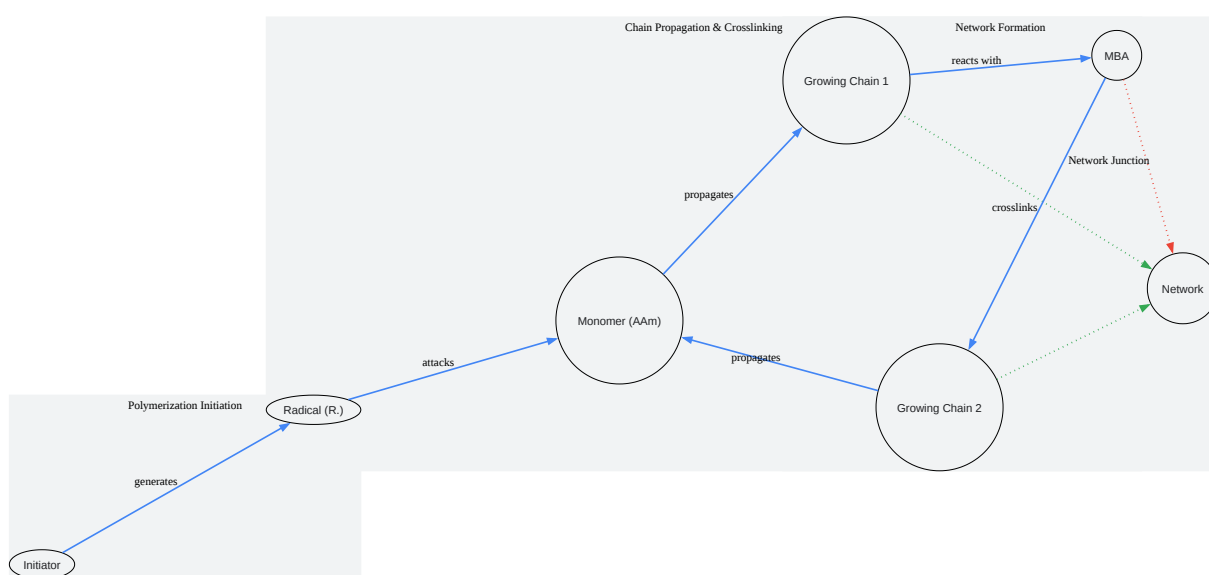 Chain Propagation & Crosslinking
Network Formation
MBA
reacts with
Growing Chain 1
Network Junction
propagates
crosslinks
Network
Monomer (AAm)
propagates
attacks
Growing Chain 2
Polymerization Initiation
Radical (R.)
generates
Initiator